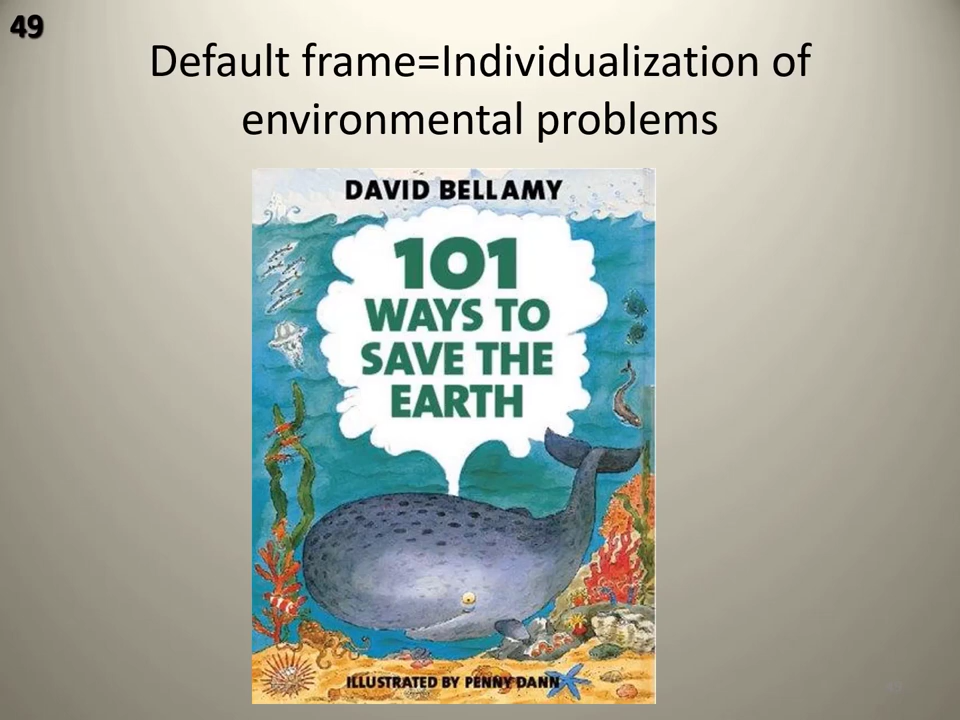 49
Default frame=Individualization of
environmental problems
DAVID BELLAMY
101
WAYS TO
SAVE THE
EARTH
ILLUSTRATED BY PENNY DANN